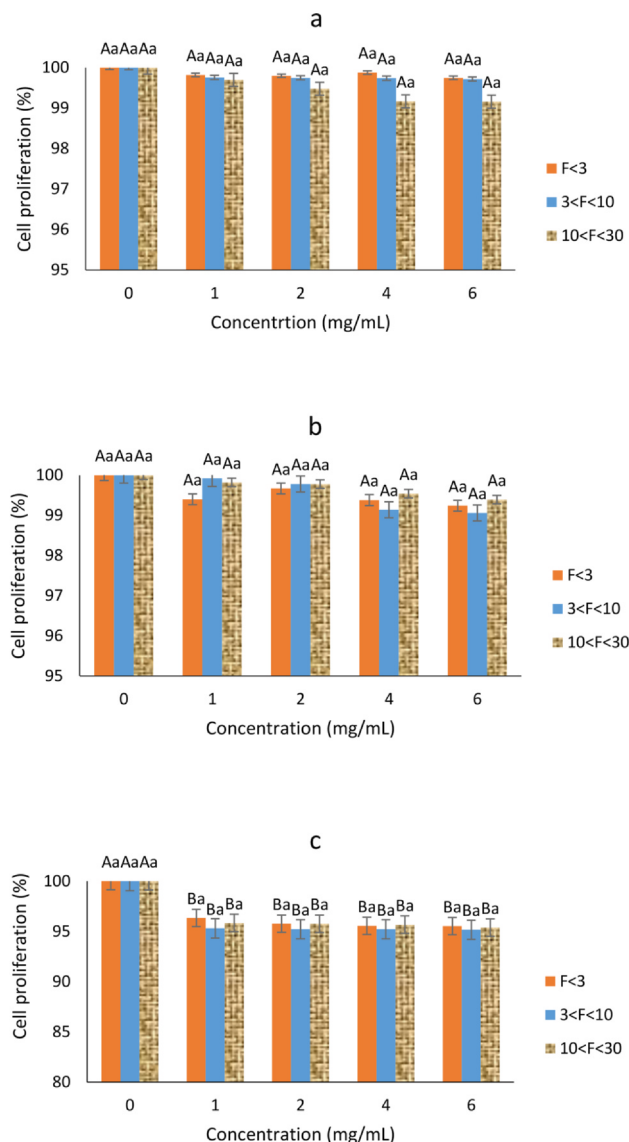 a
Aa Aa Aa Aa Aa Aa Aa Aa Aa Aa Aa Aa Aa Aa Aa
100
99
98
97
96
95
Cell proliferation (%)
0 1 2 4 6
Concentrtion (mg/mL)
F<3
3<F<10
10<F<30
b
Aa Aa Aa Aa Aa Aa Aa Aa Aa Aa Aa Aa Aa Aa Aa
100
99
98
97
96
95
Cell proliferation (%)
0 1 2 4 6
Concentration (mg/mL)
F<3
3<F<10
10<F<30
c
Aa Aa Aa Ba Ba Ba Ba Ba Ba Ba Ba Ba Ba Ba Ba
100
95
90
85
80
Cell proliferation (%)
0 1 2 4 6
Concentration (mg/mL)
F<3
3<F<10
10<F<30